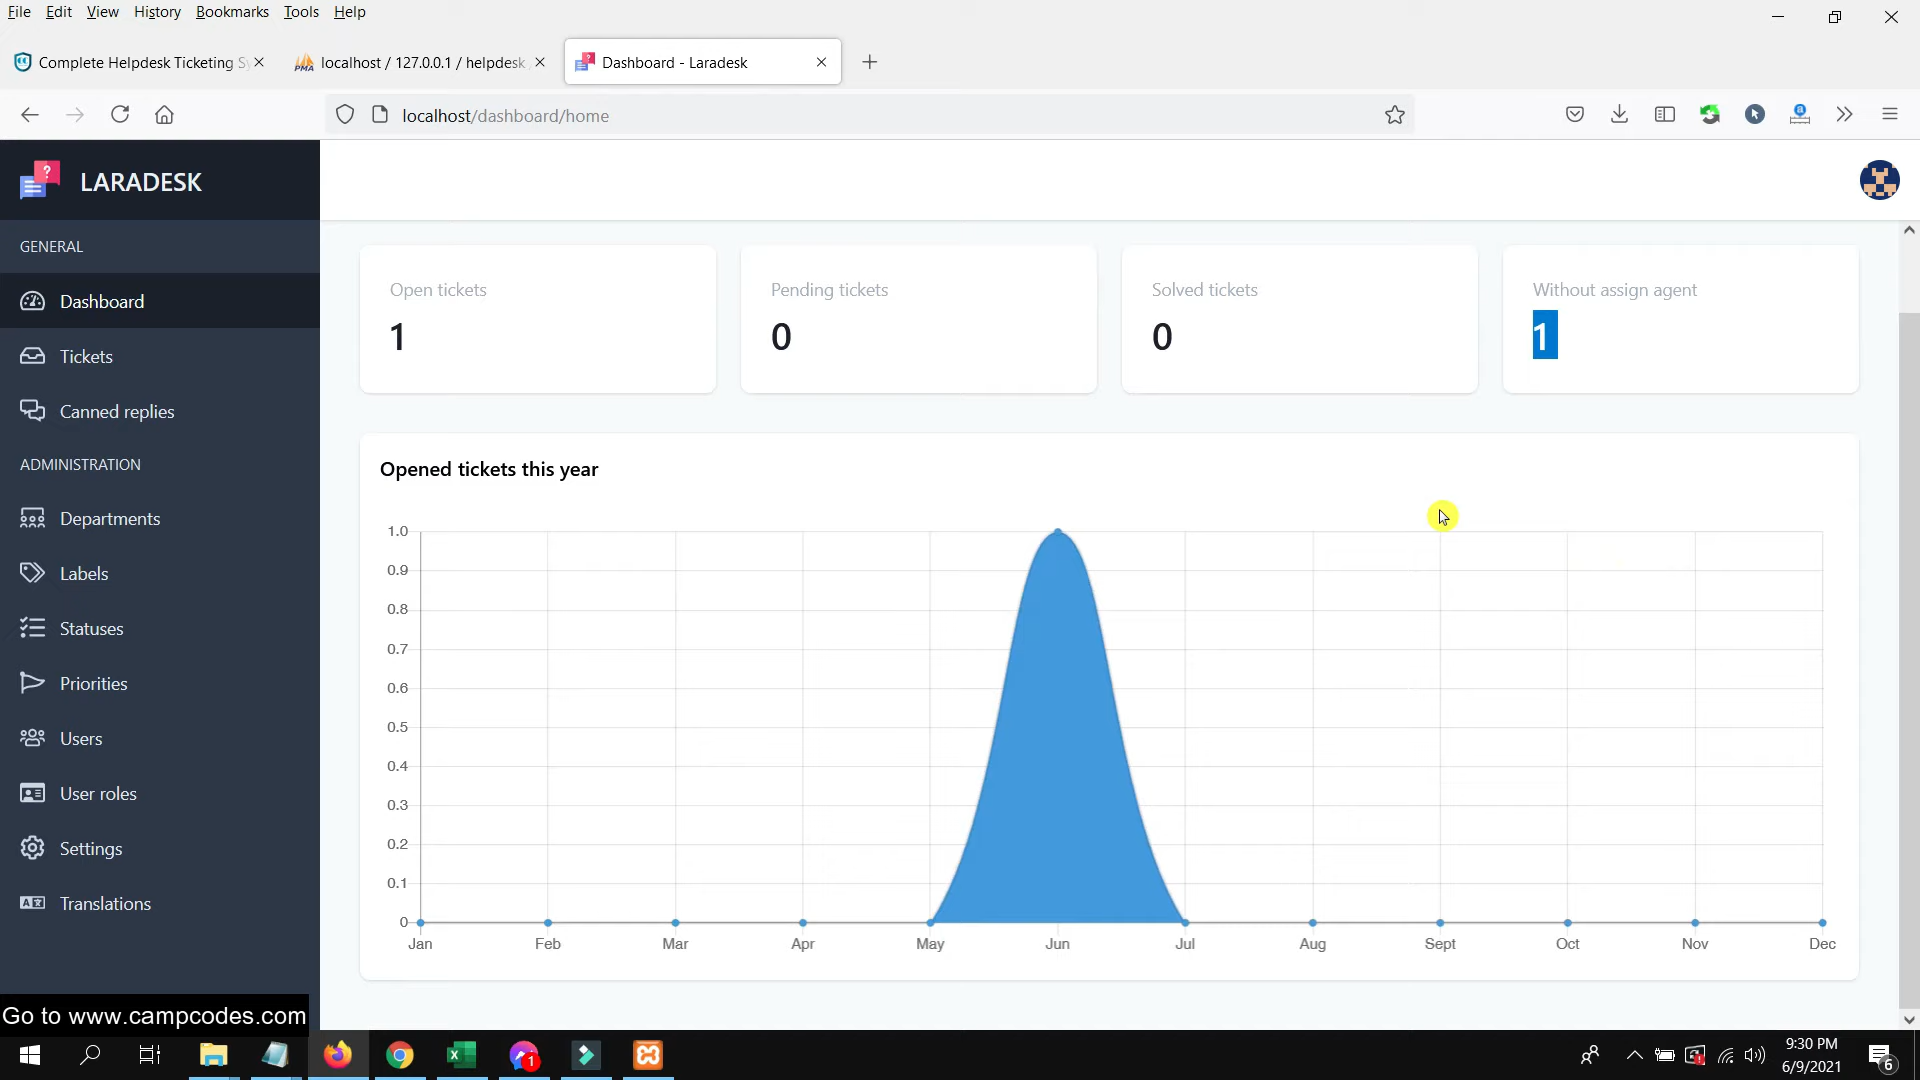 File Edit View History Bookmarks Tools Help
Complete Helpdesk Ticketing Sy
localhost / 127.0.0.1 / helpdesk
Dashboard - Laradesk
localhost/dashboard/home
LARADESK
GENERAL
Dashboard
Tickets
Canned replies
ADMINISTRATION
Departments
Labels
Statuses
Priorities
Users
User roles
Settings
Translations
Open tickets
1
Pending tickets
0
Solved tickets
0
Without assign agent
1
Opened tickets this year
1.0
0.9
0.8
0.7
0.6
0.5
0.4
0.3
0.2
0.1
0
Jan Feb Mar Apr May Jun Jul Aug Sept Oct Nov Dec
Go to www.campcodes.com
9:30 PM
6/9/2021